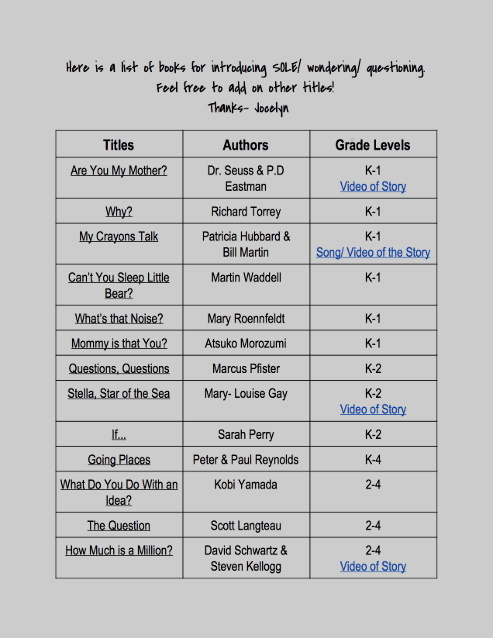 Here is a list of books for introducing SOLE/ wondering/ questioning.
Feel free to add on other titles!
Thanks- Jocelyn
Titles Authors Grade Levels
Are You My Mother? Dr. Seuss & P.D K-1
Eastman Video of Story
Why? Richard Torrey K-1
My Crayons Talk Patricia Hubbard & K-1
Bill Martin Song/ Video of the Story
Can't You Sleep Little Martin Waddell K-1
Bear?
What's that Noise? Mary Roennfeldt K-1
Mommy is that You? Atsuko Morozumi K-1
Questions, Questions Marcus Pfister K-2
Stella, Star of the Sea Mary- Louise Gay K-2
Video of Story
If... Sarah Perry K-2
Going Places Peter & Paul Reynolds K-4
What Do You Do With an Kobi Yamada 2-4
Idea?
The Question Scott Langteau 2-4
How Much is a Million? David Schwartz & 2-4
Steven Kellogg Video of Story